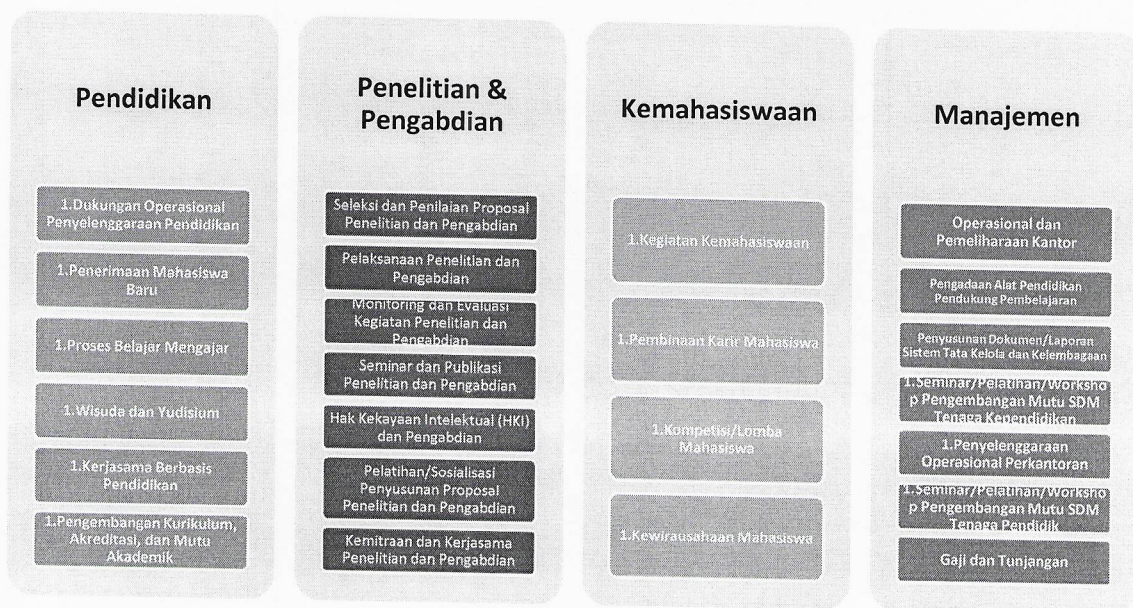 Pendidikan
1.Dukungan Operasional
Penyelenggaraan Pendidikan
1.Penerimaan Mahasiswa
Baru
1.Proses Belajar Mengajar
1.Wisuda dan Yudisium
1.Kerjasama Berbasis
Pendidikan
1.Pengembangan Kurikulum,
Akreditasi, dan Mutu
Akademik
Penelitian &
Pengabdian
Seleksi dan Penilaian Proposal
Penelitian dan Pengabdian
Pelaksanaan Penelitian dan
Pengabdian
Monitoring dan Evaluasi
Kegiatan Penelitian dan
Pengabdian
Seminar dan Publikasi
Penelitian dan Pengabdian
Hak Kekayaan Intelektual (HKI)
dan Pengabdian
Pelatihan/Sosialisasi
Penyusunan Proposal
Penelitian dan Pengabdian
Kemitraan dan Kerjasama
Penelitian dan Pengabdian
Kemahasiswaan
1.Kegiatan Kemahasiswaan
1.Pembinaan Karir Mahasiswa
1.Kompetisi/Lomba
Mahasiswa
1.Kewirausahaan Mahasiswa
Manajemen
Operasional dan
Pemeliharaan Kantor
Pengadaan Alat Pendidikan
Pendukung Pembelajaran
Penyusunan Dokumen/Laporan
Sistem Tata Kelola dan Kelembagaan
1.Seminar/Pelatihan/Worksho
p Pengembangan Mutu SDM
Tenaga Kependidikan
1.Penyelenggaraan
Operasional Perkantoran
1.Seminar/Pelatihan/Worksho
p Pengembangan Mutu SDM
Tenaga Pendidik
Gaji dan Tunjangan